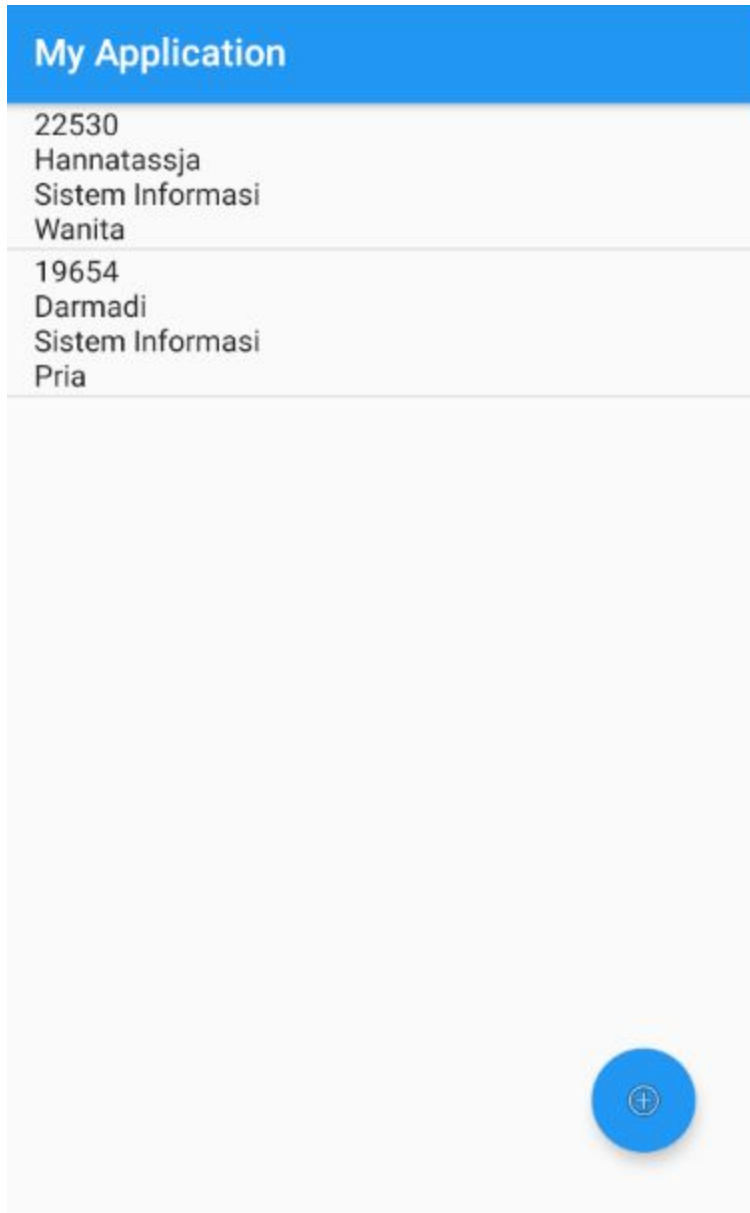 My Application
22530
Hannatassja
Sistem Informasi
Wanita
19654
Darmadi
Sistem Informasi
Pria